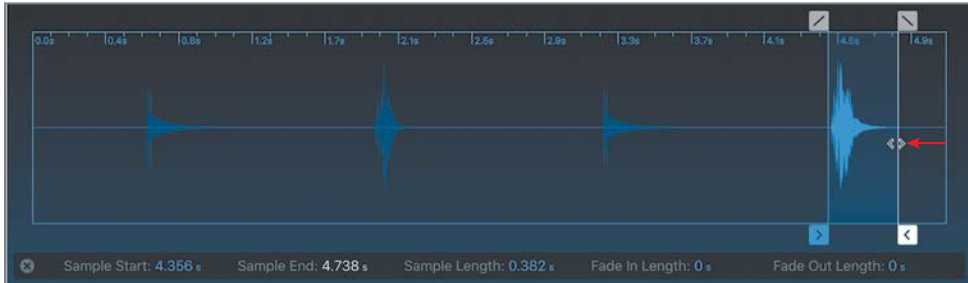 0.0s 0.4s 0.8s 1.2s 1.7s 2.1s 2.5s 2.9s 3.3s 3.7s 4.1s 4.5s 4.9s
Sample Start: 4.356 s Sample End: 4.738 s Sample Length: 0.382 s Fade In Length: 0 s Fade Out Length: 0 s